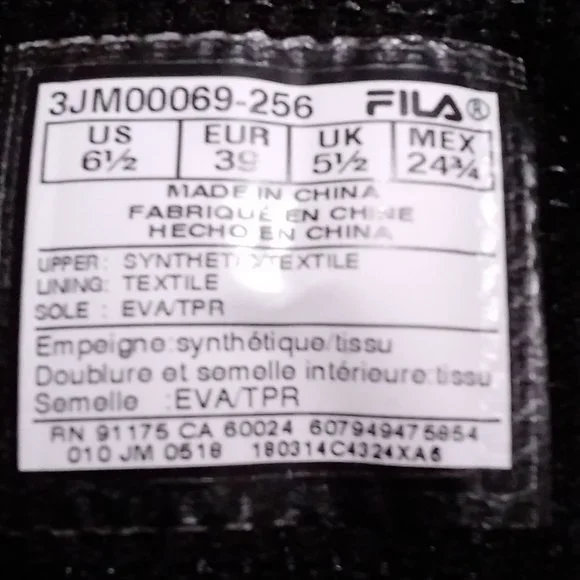 3JM00069-256 FILA®
US EUR UK MEX
6½ 39 5½ 24¾
MADE IN CHINA
FABRIQUÉ EN CHINE
HECHO EN CHINA
UPPER: SYNTHETIC/TEXTILE
LINING: TEXTILE
SOLE : EVA/TPR
Empeigne:synthétique/tissu
Doublure et semelle intérieure:tissu
Semelle :EVA/TPR
RN 91175 CA 60024 607949475854
010 JM 0518 180314C4324XA6